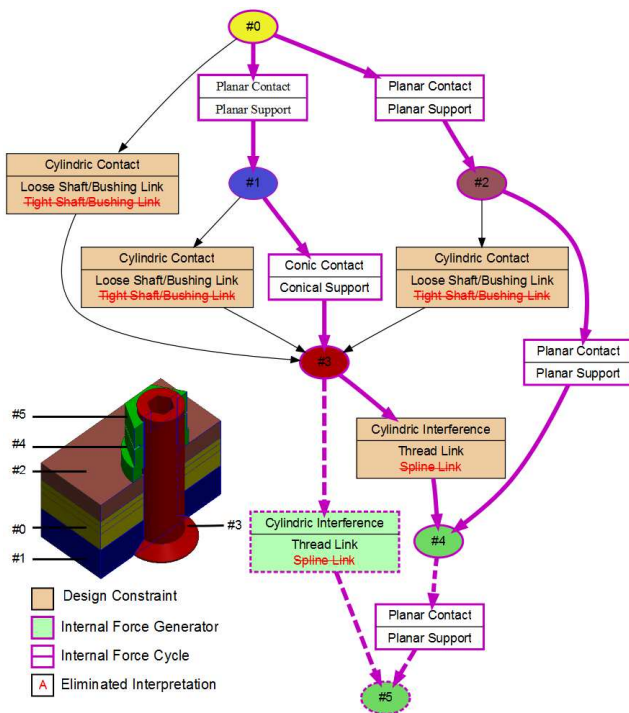 #0
Planar Contact
Planar Support
Planar Contact
Planar Support
Cylindric Contact
Loose Shaft/Bushing Link
Tight Shaft/Bushing Link
#1
#2
Cylindric Contact
Loose Shaft/Bushing Link
Tight Shaft/Bushing Link
Conic Contact
Conical Support
Cylindric Contact
Loose Shaft/Bushing Link
Tight Shaft/Bushing Link
#3
Planar Contact
Planar Support
Cylindric Interference
Thread Link
Spline Link
#5
#4
#2
#0
#1
#3
Cylindric Interference
Thread Link
Spline Link
#4
Planar Contact
Planar Support
#5
Design Constraint
Internal Force Generator
Internal Force Cycle
A Eliminated Interpretation